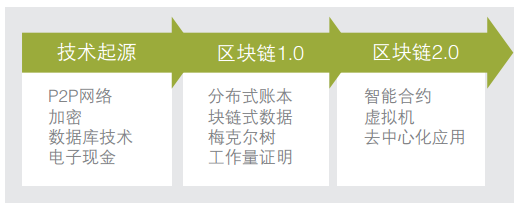 技术起源
P2P网络
加密
数据库技术
电子现金
区块链1.0
分布式账本
块链式数据
梅克尔树
工作量证明
区块链2.0
智能合约
虚拟机
去中心化应用